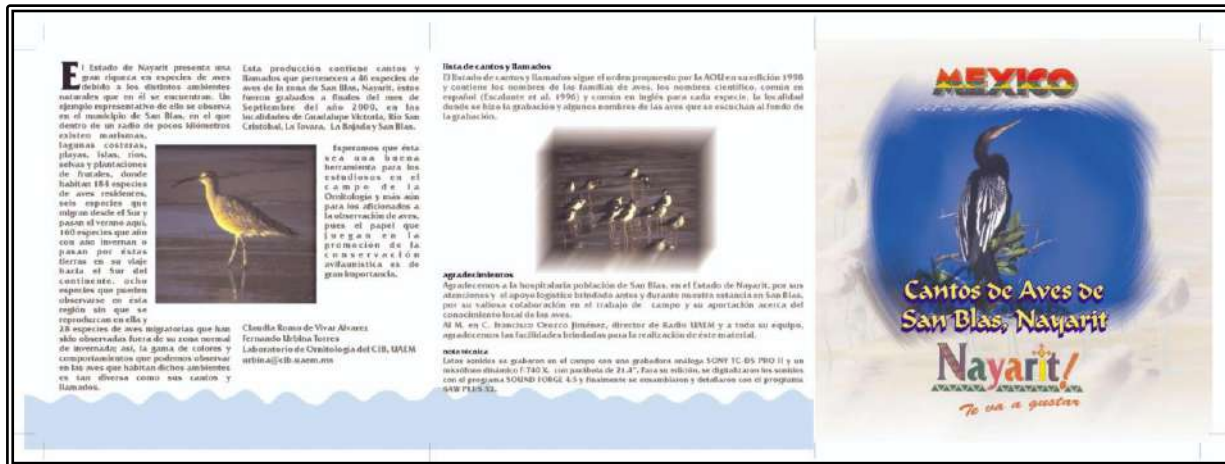 El Estado de Nayarit presenta una
gran riqueza en especies de aves
debido a los distintos ambientes
naturales que en él se encuentran. Un
ejemplo representativo de ello se observa
en el municipio de San Blas, en el que
dentro de un radio de pocos kilómetros
existen marismas,
lagunas costeras,
playas, islas, ríos,
selvas y plantaciones
de frutales, donde
habitan 184 especies
de aves residentes,
seis especies que
migran desde el Sur y
pasan el verano aquí,
160 especies que año
con año invernan o
pasan por éstas
tierras en su viaje
hacia el Sur del
continente, ocho
especies que pueden
observarse en ésta
región sin que se
reproduzcan en ella y
28 especies de aves migratorias que han
sido observadas fuera de su zona normal
de invernada; así, la gama de colores y
comportamientos que podemos observar
en las aves que habitan dichos ambientes
es tan diversa como sus cantos y
llamados.
Esta producción contiene cantos y
llamados que pertenecen a 46 especies de
aves de la zona de San Blas, Nayarit, éstos
fueron grabados a finales del mes de
Septiembre del año 2000, en las
localidades de Guadalupe Victoria, Río San
Cristóbal, La Tovara, La Bajada y San Blas.
Esperamos que ésta
sea una buena
herramienta para los
estudiosos en el
campo de la
Ornitología y más aún
para los aficionados a
la observación de aves,
pues el papel que
juegan en la
promoción de la
conservación
avifaunística es de
gran importancia.
Claudia Romo de Vivar Alvarez
Fernando Urbina Torres
Laboratorio de Ornitología del CIB, UAEM
urbina@cib.uaem.mx
lista de cantos y llamados
El listado de cantos y llamados sigue el orden propuesto por la AOU en su edición 1998
y contiene los nombres de las familias de aves, los nombres científico, común en
español (Escalante et al. 1996) y común en inglés para cada especie, la localidad
donde se hizo la grabación y algunos nombres de las aves que se escuchan al fondo de
la grabación.
agradecimientos
Agradecemos a la hospitalaria población de San Blas, en el Estado de Nayarit, por sus
atenciones y el apoyo logístico brindado antes y durante nuestra estancia en San Blas,
por su valiosa colaboración en el trabajo de campo y su aportación acerca del
conocimiento local de las aves.
Al M. en C. Francisco Orozco Jiménez, director de Radio UAEM y a todo su equipo,
agradecemos las facilidades brindadas para la realización de éste material.
nota técnica
Estos sonidos se grabaron en el campo con una grabadora análoga SONY TC-D5 PRO II y un
micrófono dinámico F-740 X, con parábola de 21.4". Para su edición, se digitalizaron los sonidos
con el programa SOUND FORGE 4.5 y finalmente se ensamblaron y detallaron con el programa
SAW PLUS 32.
MEXICO
Cantos de Aves de
San Blas, Nayarit
Nayarit!
Te va a gustar